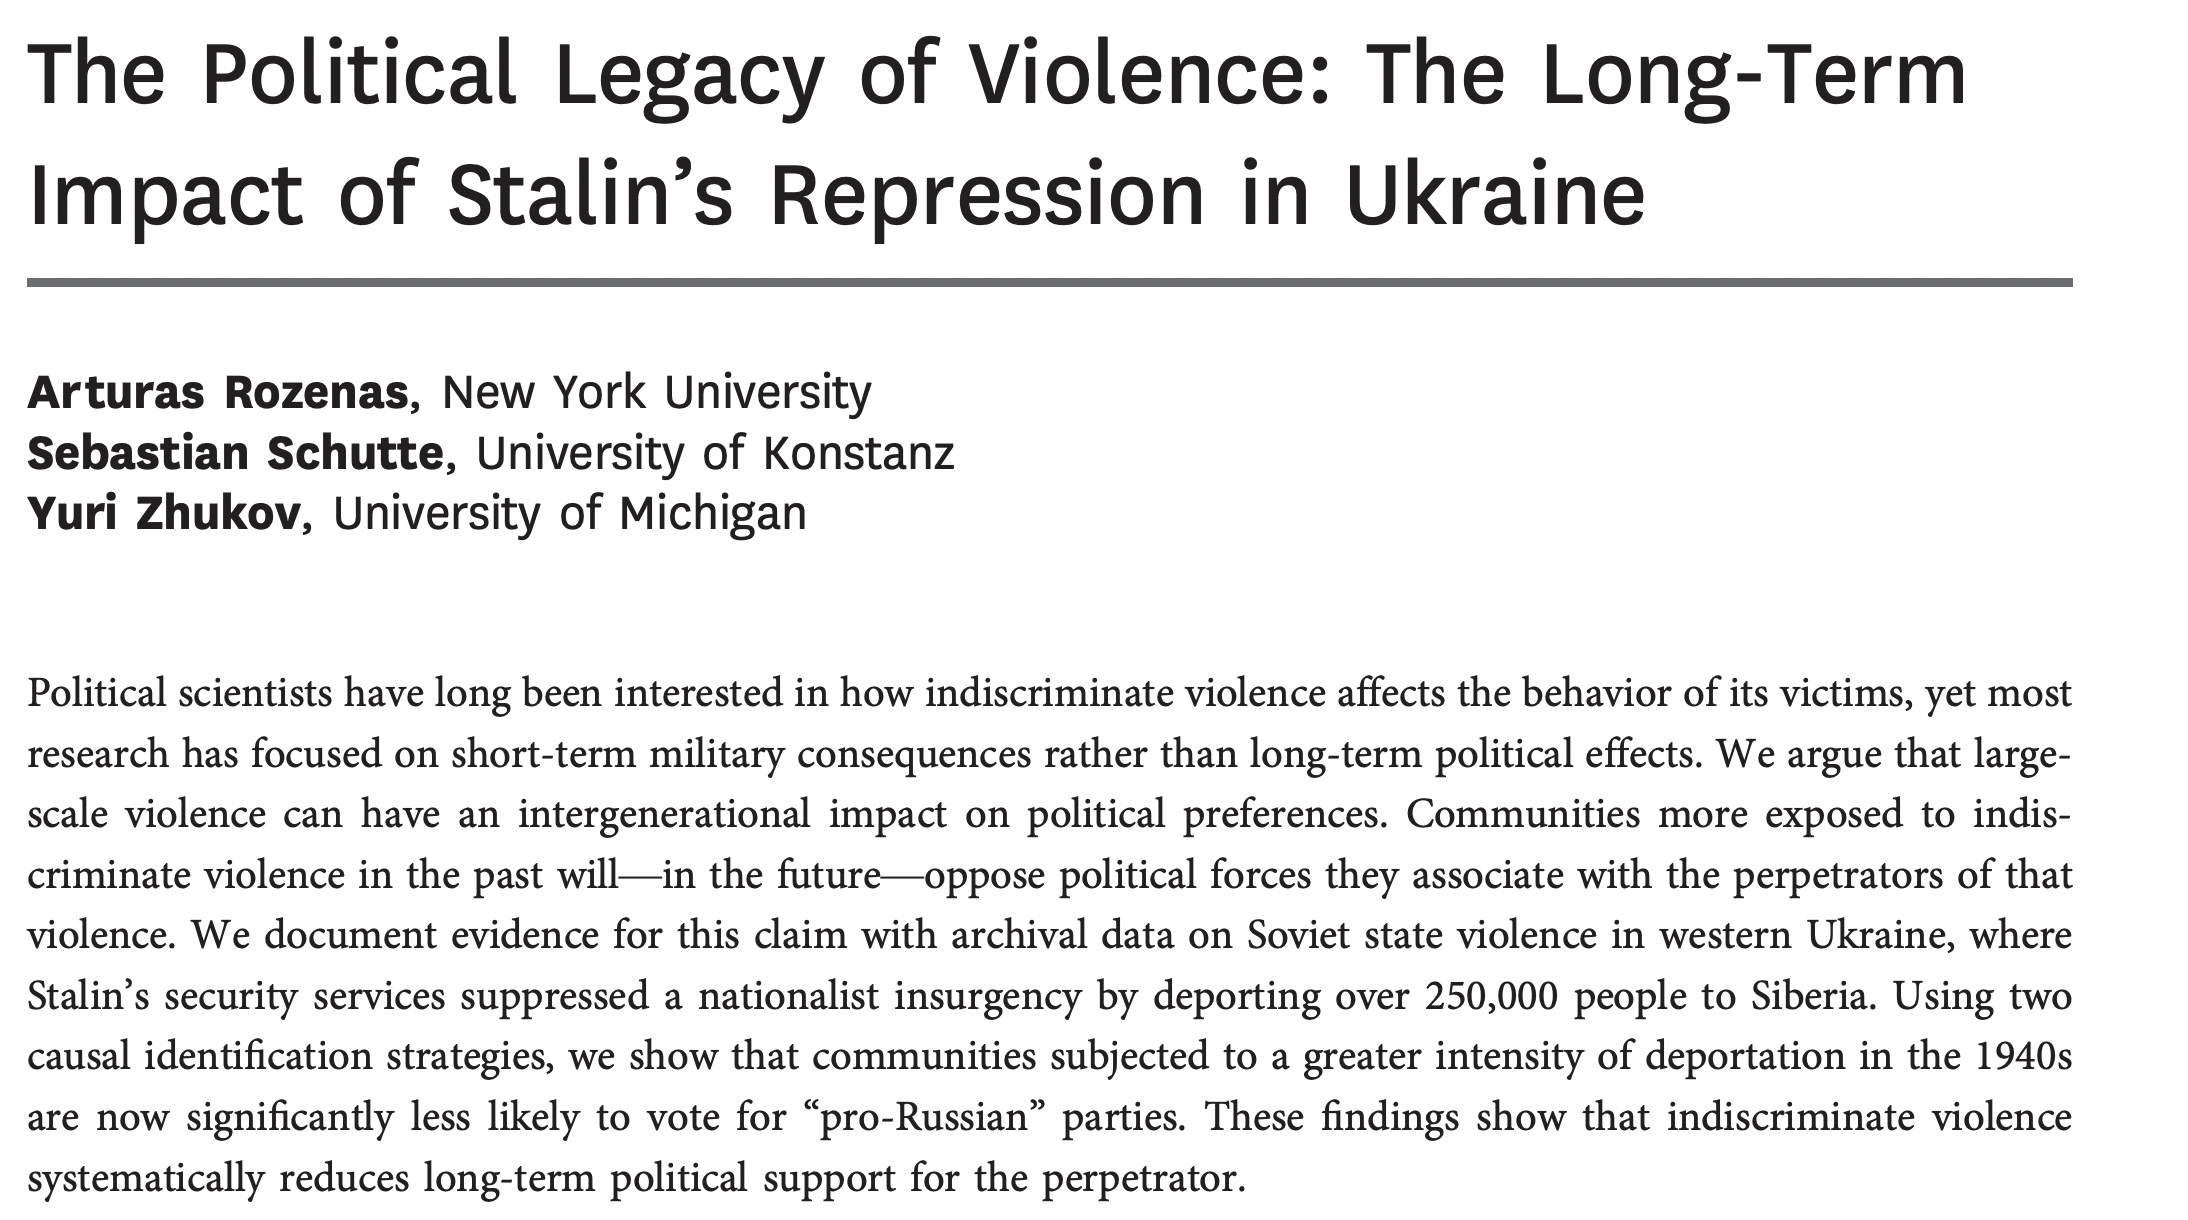 The Political Legacy of Violence: The Long-Term
Impact of Stalin’s Repression in Ukraine
Arturas Rozenas, New York University
Sebastian Schutte, University of Konstanz
Yuri Zhukov, University of Michigan
Political scientists have long been interested in how indiscriminate violence affects the behavior of its victims, yet most
research has focused on short-term military consequences rather than long-term political effects. We argue that large-
scale violence can have an intergenerational impact on political preferences. Communities more exposed to indis-
criminate violence in the past will—in the future—oppose political forces they associate with the perpetrators of that
violence. We document evidence for this claim with archival data on Soviet state violence in western Ukraine, where
Stalin’s security services suppressed a nationalist insurgency by deporting over 250,000 people to Siberia. Using two
causal identification strategies, we show that communities subjected to a greater intensity of deportation in the 1940s
are now significantly less likely to vote for “pro-Russian” parties. These findings show that indiscriminate violence
systematically reduces long-term political support for the perpetrator.